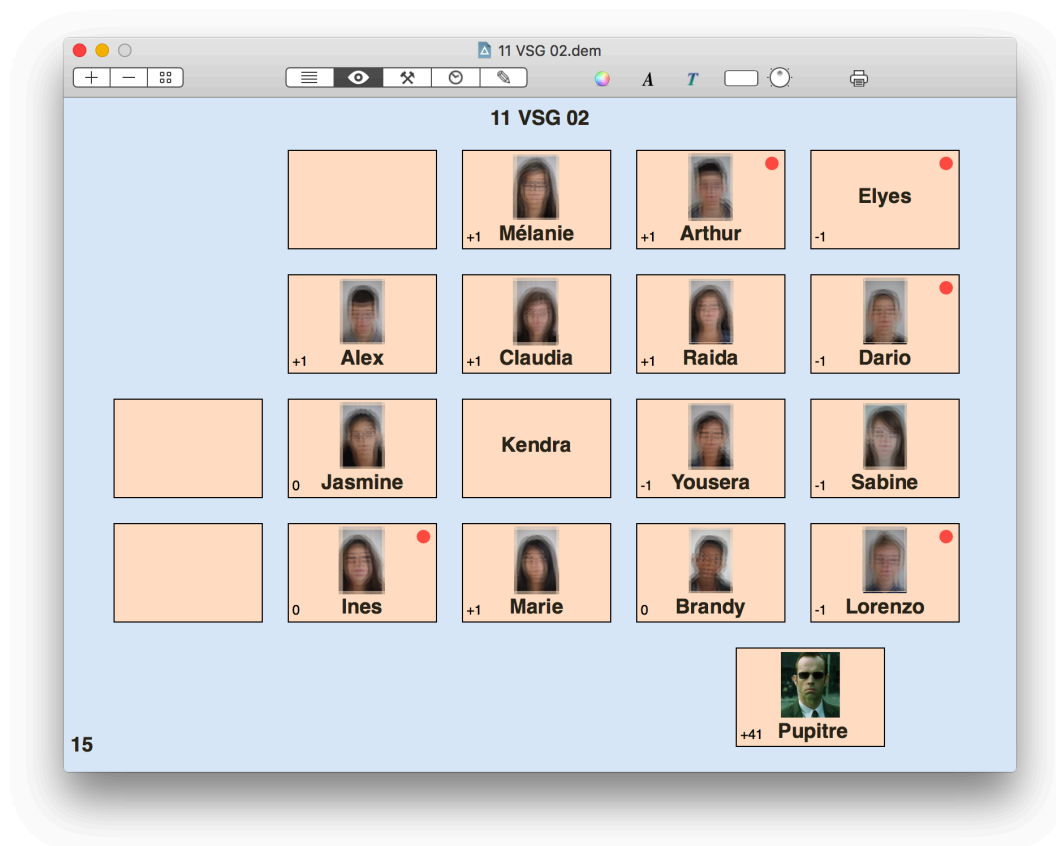 11 VSG 02.dem
A T
11 VSG 02
+1 Mélanie
+1 Arthur
Elyes
-1
+1 Alex
+1 Claudia
+1 Raida
-1 Dario
0 Jasmine
Kendra
-1 Yousera
-1 Sabine
0 Ines
+1 Marie
0 Brandy
-1 Lorenzo
+41 Pupitre
15